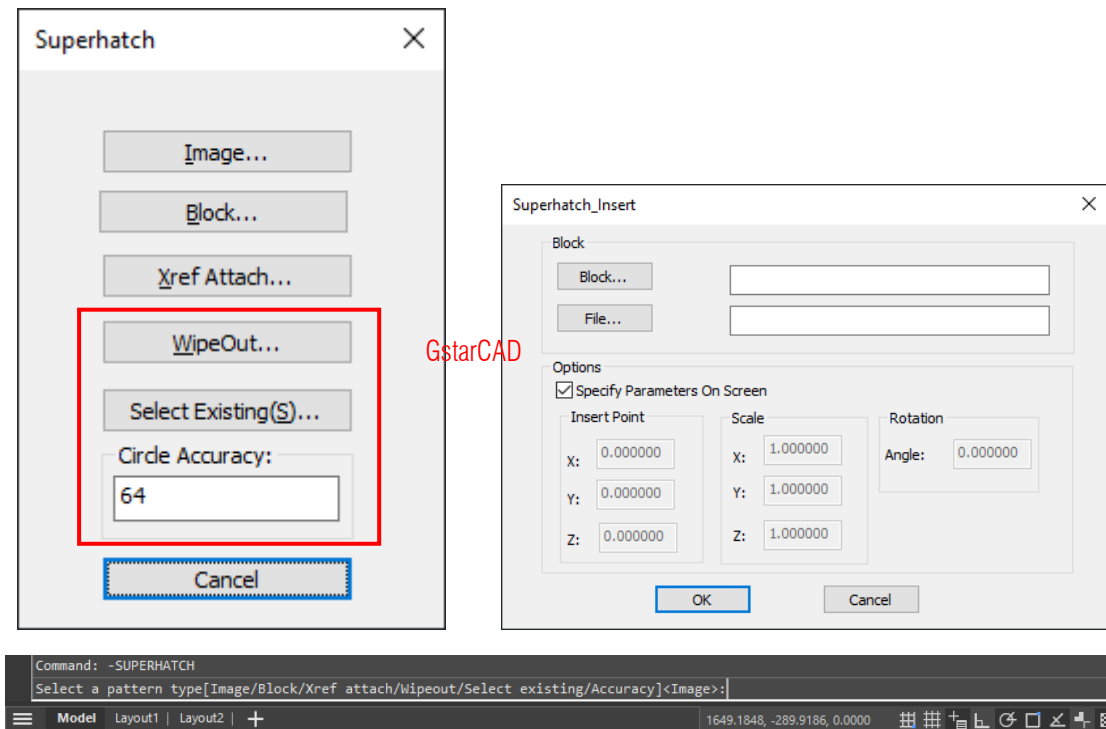 Superhatch
Image...
Block...
Xref Attach...
WipeOut...
Select Existing(S)...
Circle Accuracy:
64
Cancel
GstarCAD
Superhatch_Insert
Block
Block...
File...
Options
Specify Parameters On Screen
Insert Point
X: 0.000000
Y: 0.000000
Z: 0.000000
Scale
X: 1.000000
Y: 1.000000
Z: 1.000000
Rotation
Angle: 0.000000
OK Cancel
Command: -SUPERHATCH
Select a pattern type[Image/Block/Xref attach/Wipeout/Select existing/Accuracy]<Image>:
Model Layout1 | Layout2 | 1649.1848, -289.9186, 0.0000